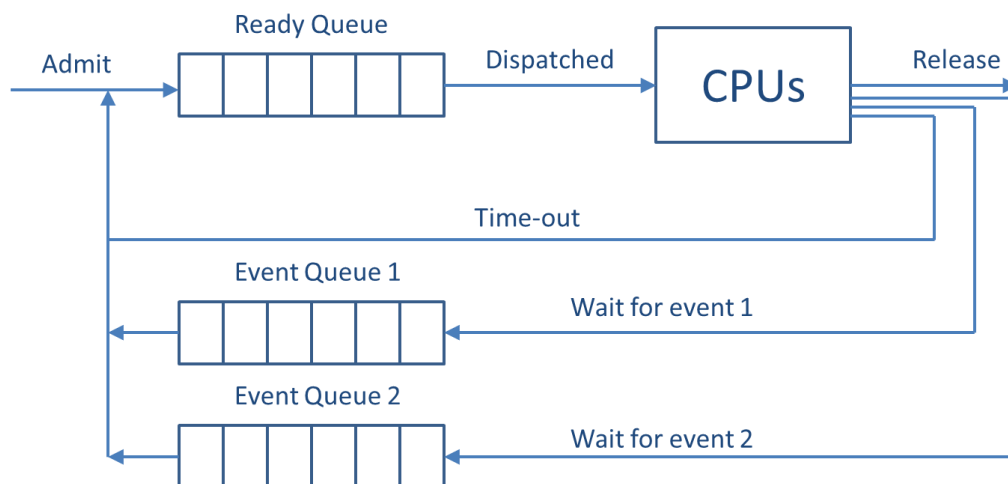 Ready Queue
Admit
Dispatched
CPUs
Release
Time-out
Event Queue 1
Wait for event 1
Event Queue 2
Wait for event 2